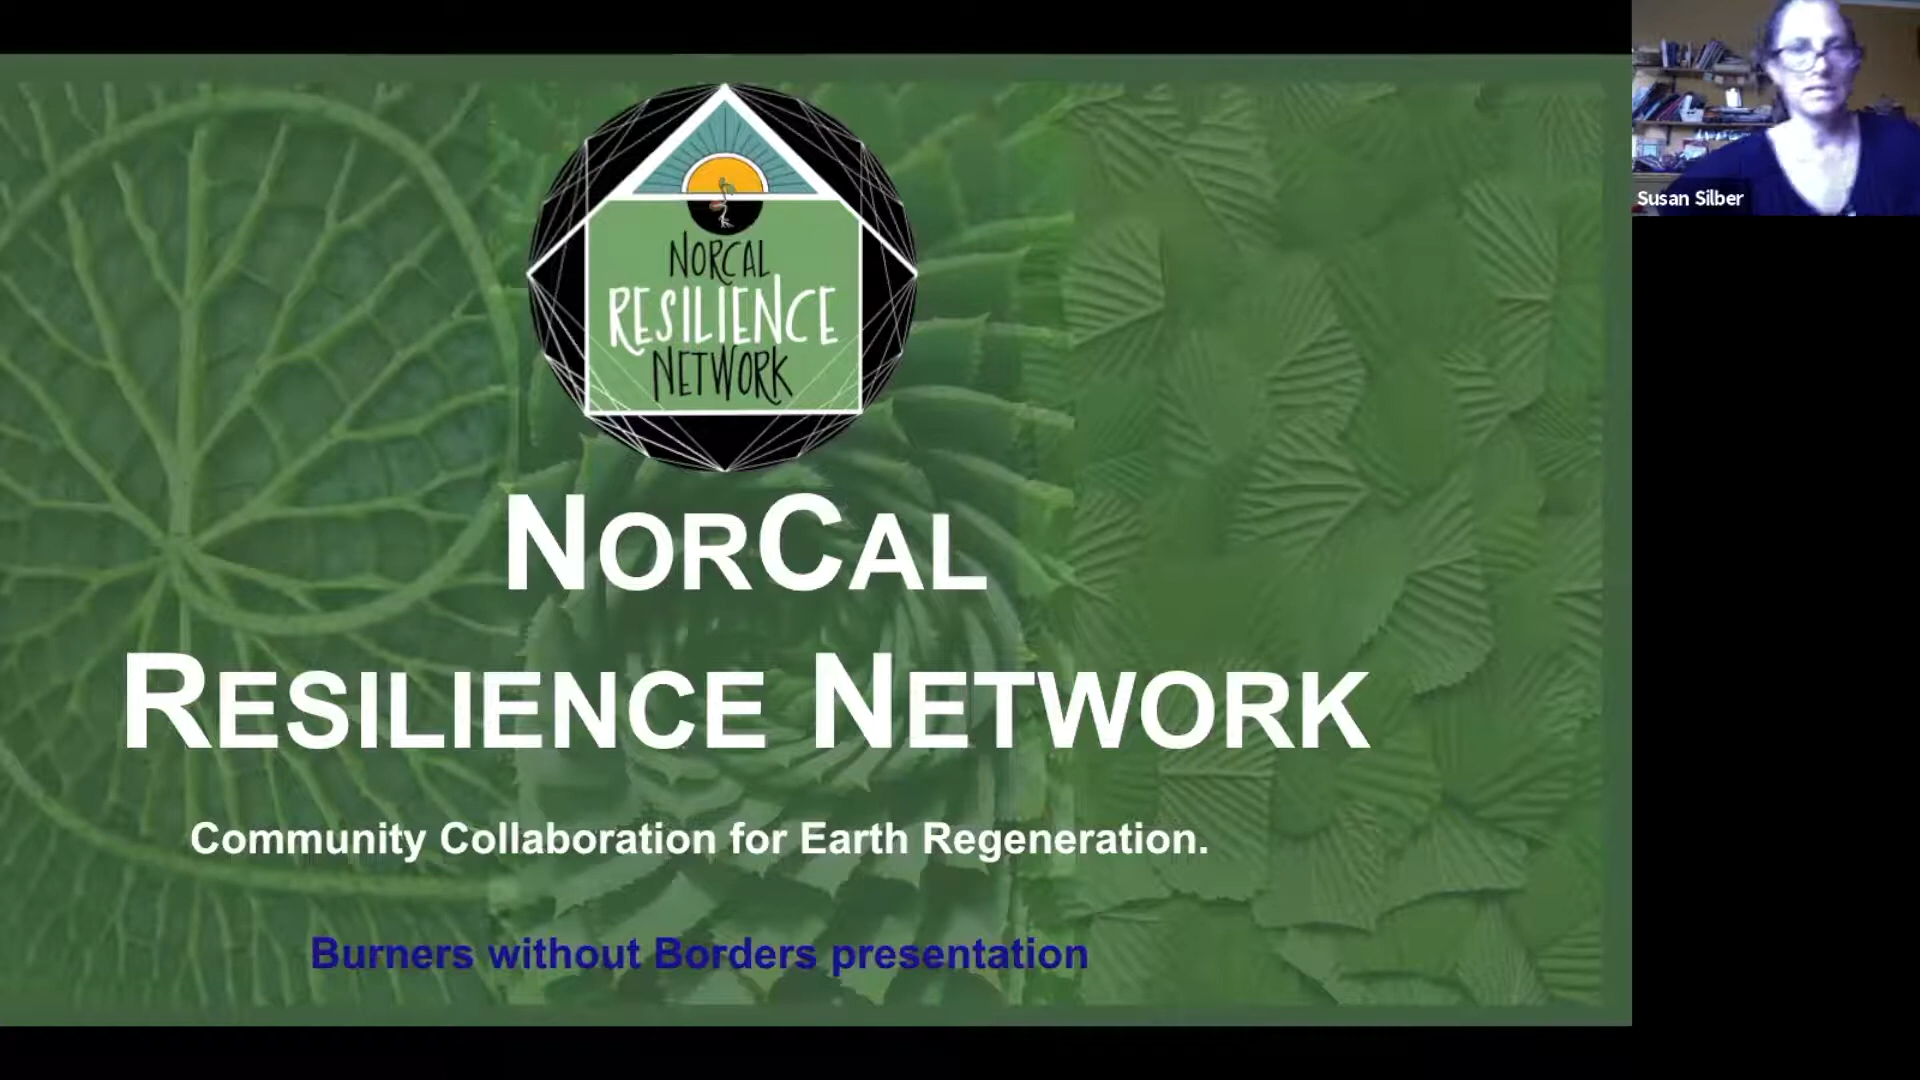 NORCAL
RESILIENCE
NETWORK
NORCAL
RESILIENCE NETWORK
Community Collaboration for Earth Regeneration.
Burners without Borders presentation
Susan Silber